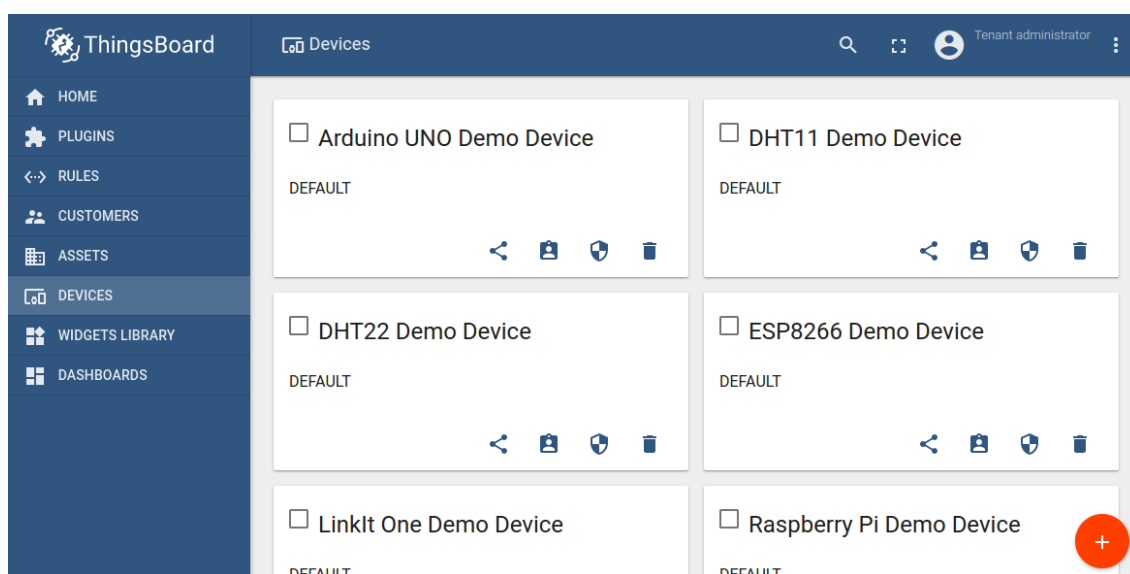 ThingsBoard
Devices
Tenant administrator
HOME
PLUGINS
RULES
CUSTOMERS
ASSETS
DEVICES
WIDGETS LIBRARY
DASHBOARDS
Arduino UNO Demo Device
DEFAULT
DHT11 Demo Device
DEFAULT
DHT22 Demo Device
DEFAULT
ESP8266 Demo Device
DEFAULT
LinkIt One Demo Device
DEFAULT
Raspberry Pi Demo Device
DEFAULT